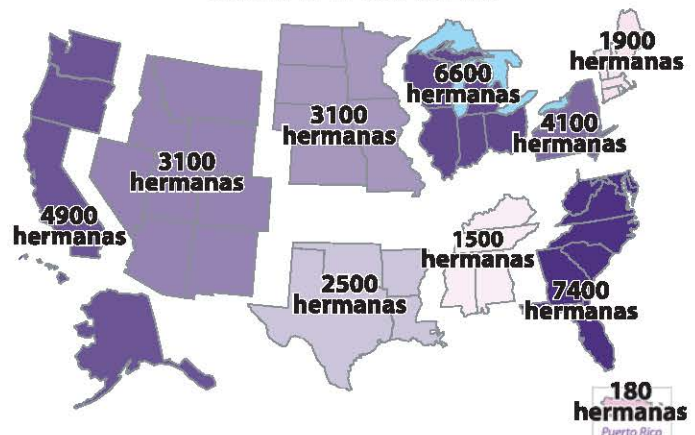 1900
hermanas
6600
hermanas
3100
hermanas
4100
hermanas
3100
hermanas
4900
hermanas
1500
hermanas
2500
hermanas
7400
hermanas
180
hermanas
Puerto Rico